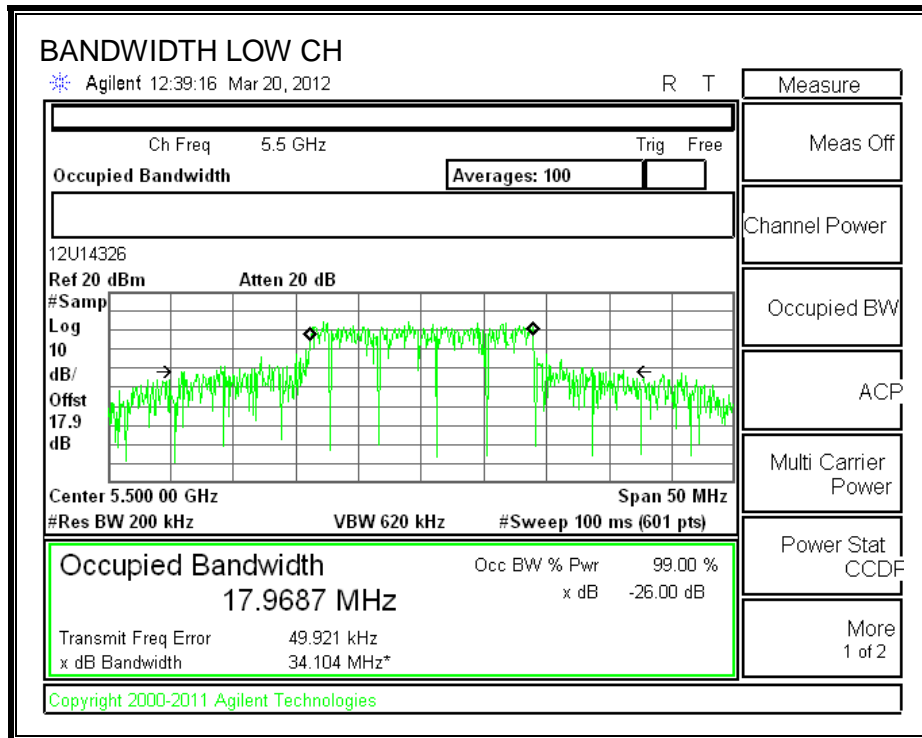 BANDWIDTH LOW CH
Agilent 12:39:16 Mar 20, 2012 R T
Ch Freq 5.5 GHz Trig Free
Occupied Bandwidth Averages: 100
12U14326
Ref 20 dBm Atten 20 dB
#Samp
Log
10
dB/
Offst
17.9
dB
Center 5.500 00 GHz Span 50 MHz
#Res BW 200 kHz VBW 620 kHz #Sweep 100 ms (601 pts)
Occupied Bandwidth Occ BW % Pwr 99.00 %
17.9687 MHz x dB -26.00 dB
Transmit Freq Error 49.921 kHz
x dB Bandwidth 34.104 MHz*
Copyright 2000-2011 Agilent Technologies
Measure
Meas Off
Channel Power
Occupied BW
ACP
Multi Carrier
Power
Power Stat
CCDF
More
1 of 2